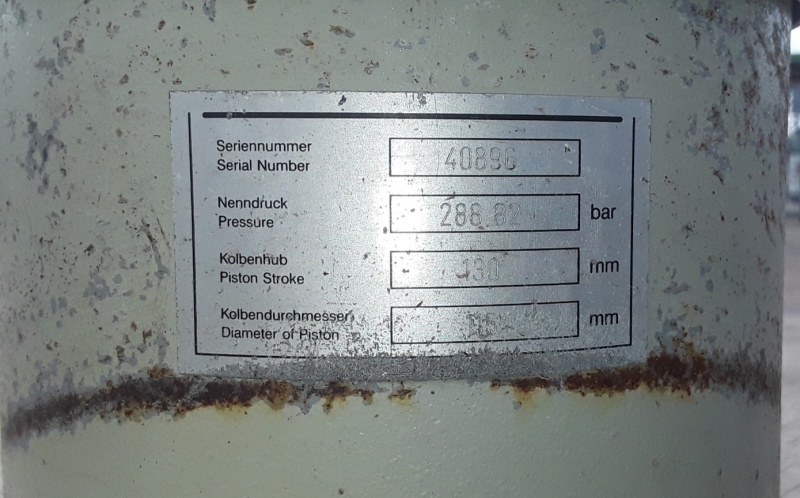 Seriennummer
Serial Number 40896
Nenndruck
Pressure 288.82 bar
Kolbenhub
Piston Stroke mm
Kolbendurchmesser
Diameter of Piston mm